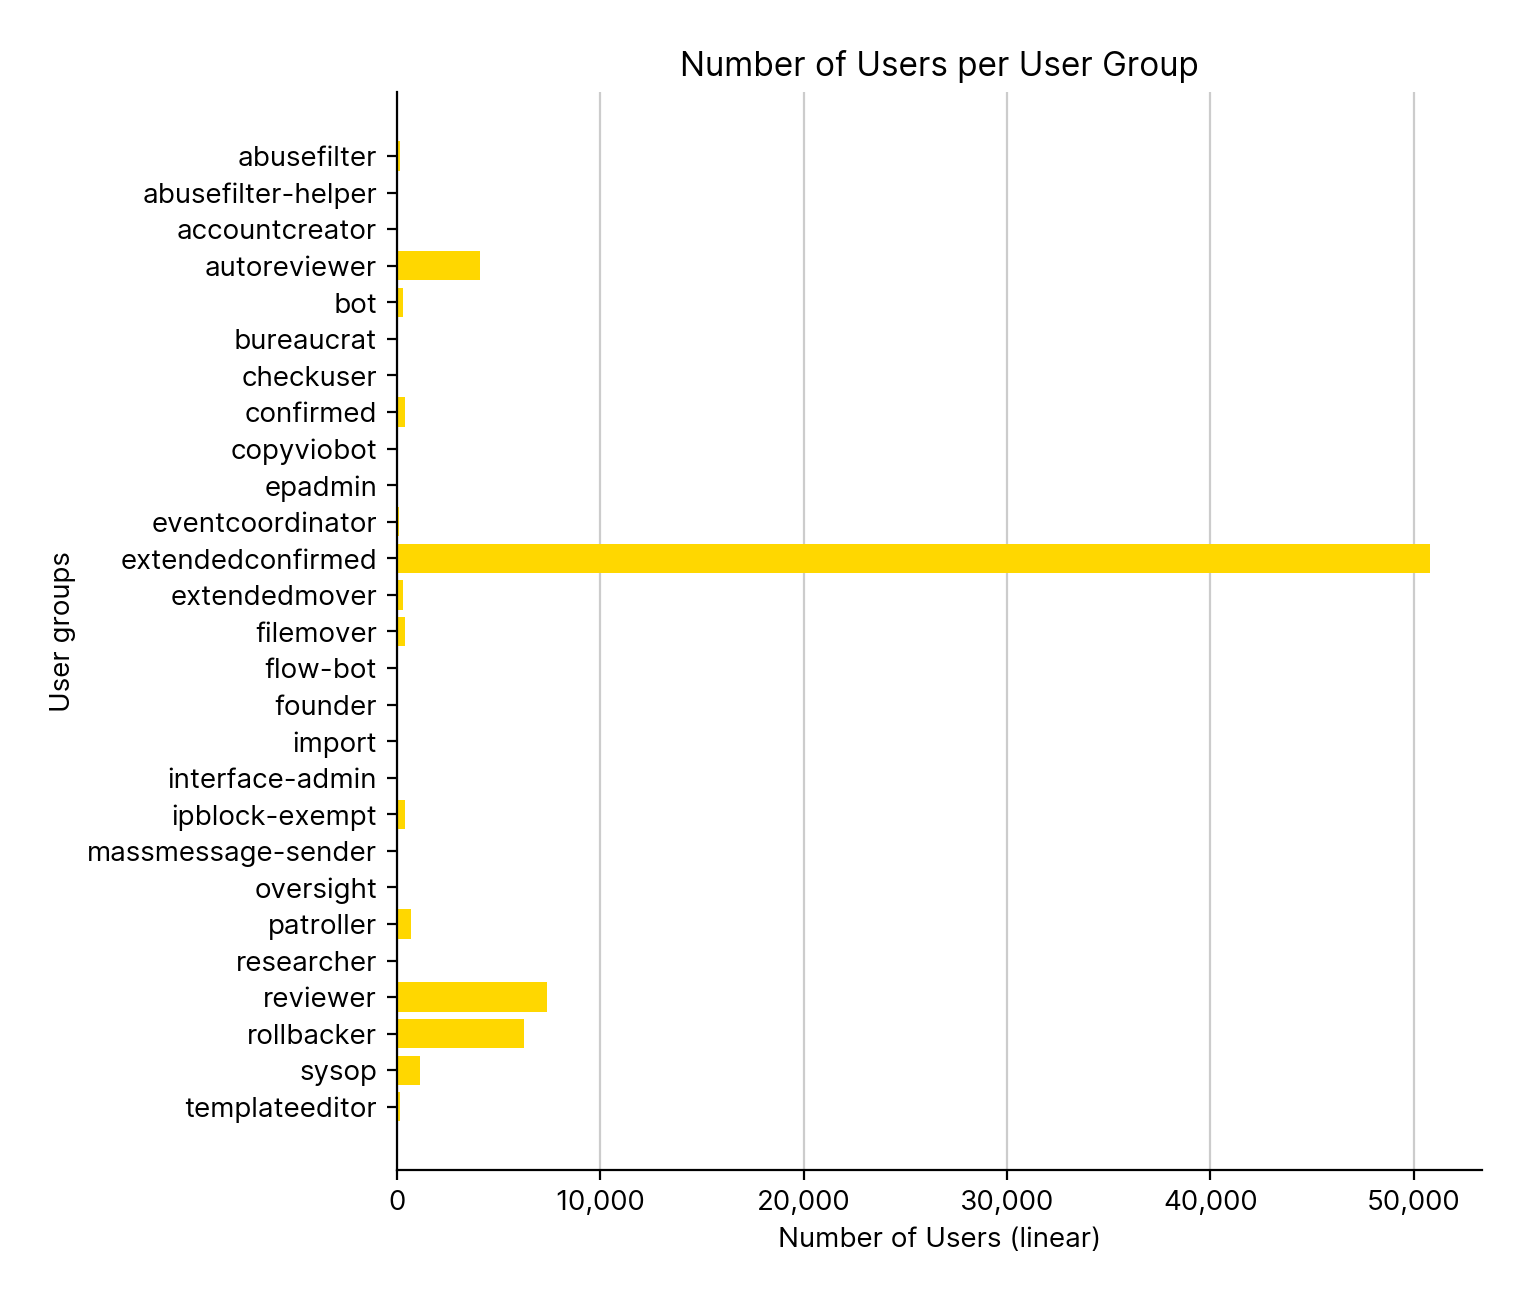 Number of Users per User Group
abusefilter
abusefilter-helper
accountcreator
autoreviewer
bot
bureaucrat
checkuser
confirmed
copyviobot
epadmin
eventcoordinator
extendedconfirmed
extendedmover
filemover
flow-bot
founder
import
interface-admin
ipblock-exempt
massmessage-sender
oversight
patroller
researcher
reviewer
rollbacker
sysop
templateeditor
User groups
0 10,000 20,000 30,000 40,000 50,000
Number of Users (linear)